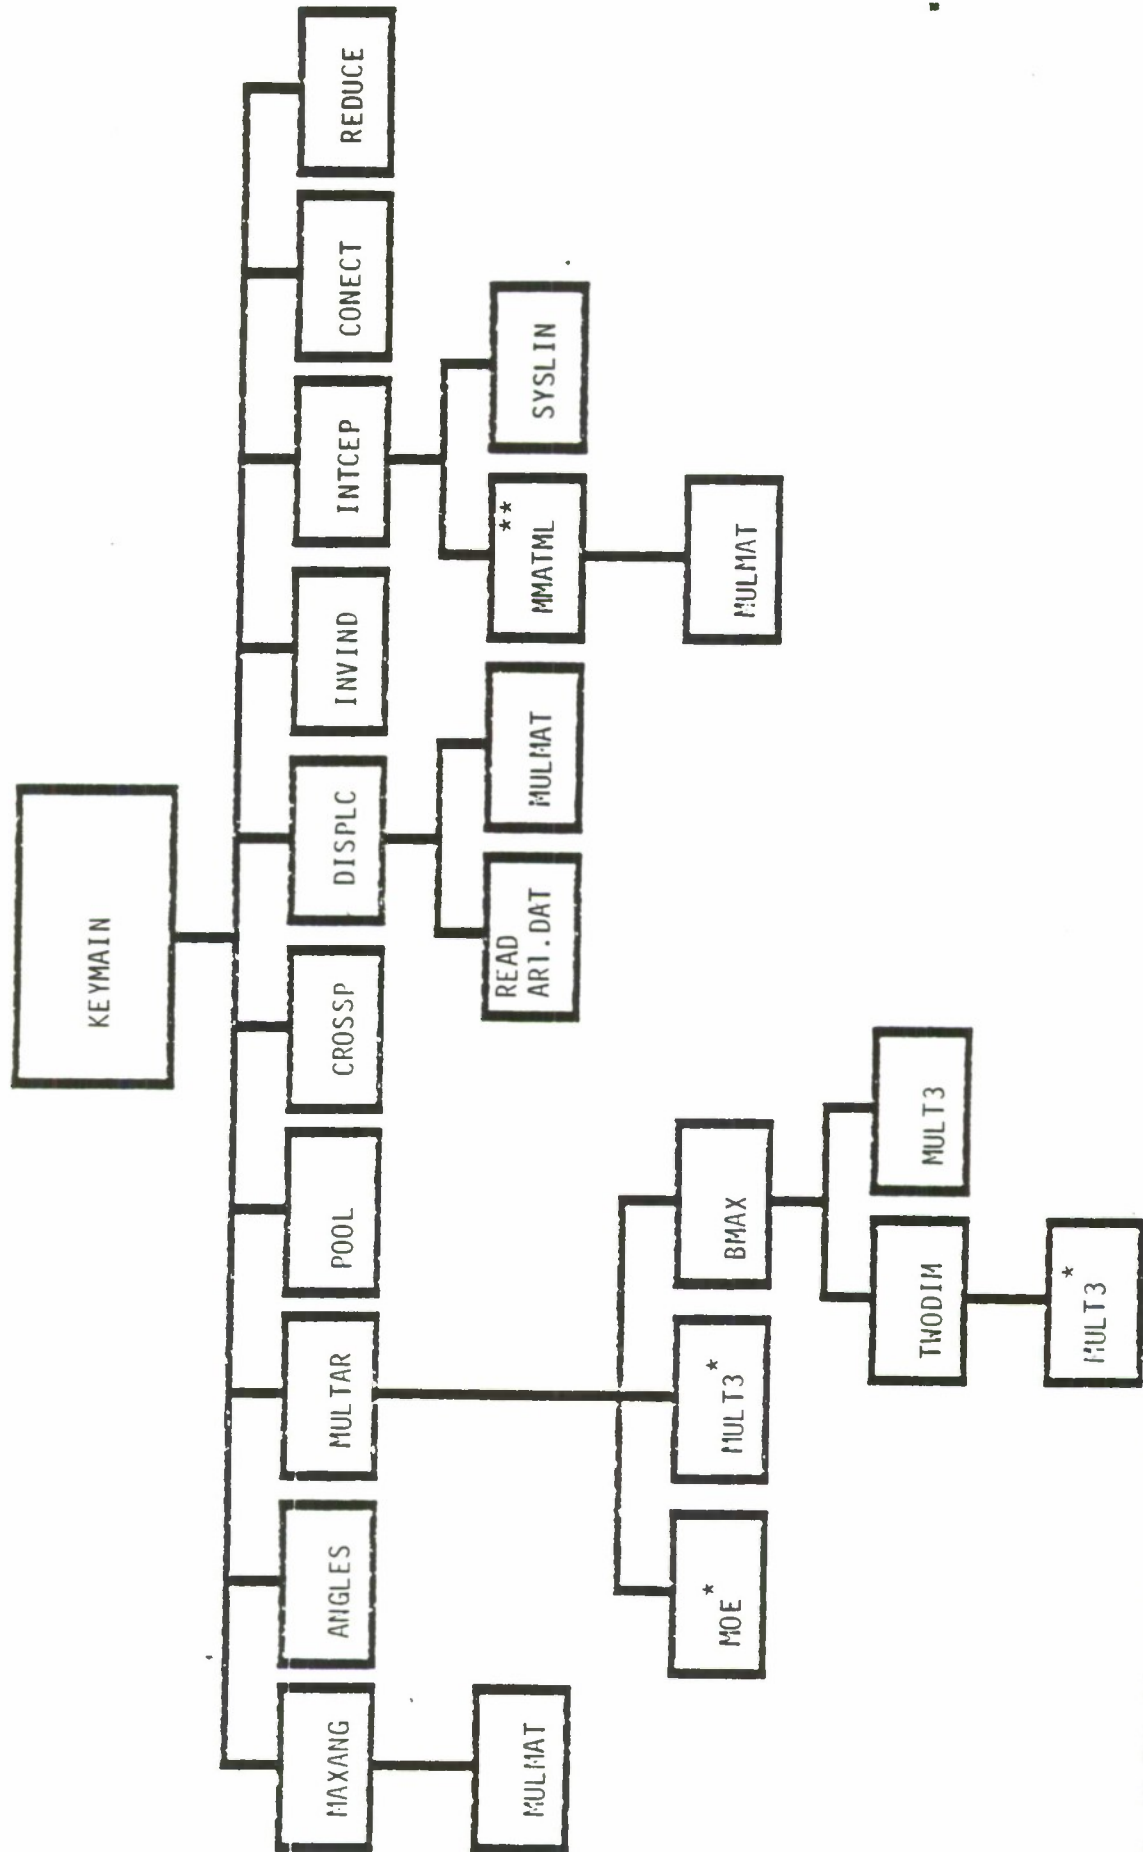 KEYMAIN
MAXANG
ANGLES
MULTAR
POOL
CROSSP
DISPLC
INVIND
INTCEP
CONECT
REDUCE
MULMAT
READ
AR1.DAT
MULMAT
MMATML**
SYSLIN
MOE*
MULT3*
BMAX
MULMAT
TWODIM
MULT3
MULT3*